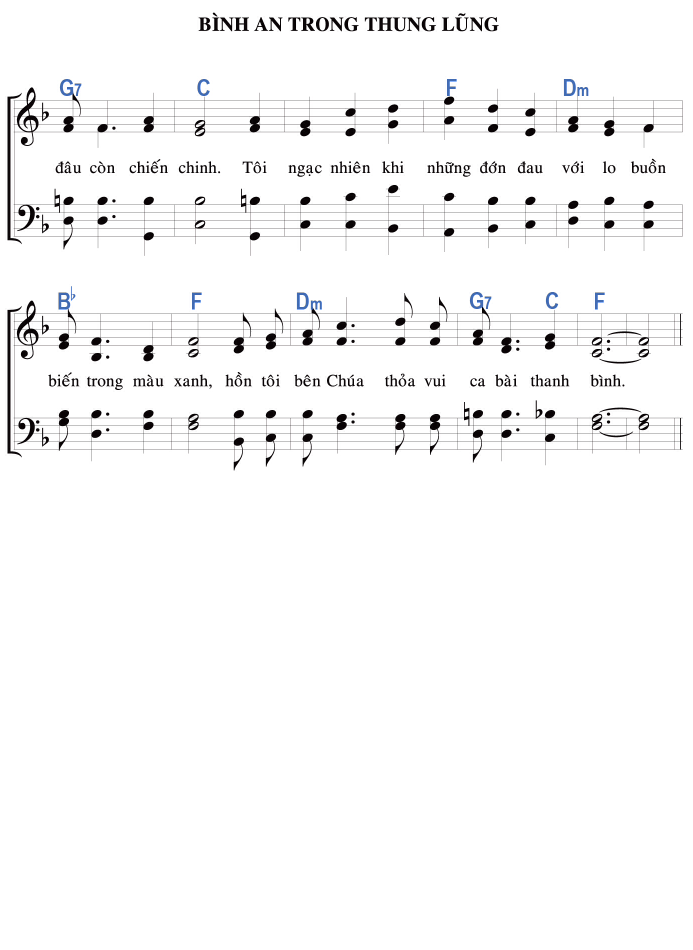 BÌNH AN TRONG THUNG LŨNG
G7 C F Dm
đâu còn chiến chinh. Tôi ngạc nhiên khi những đớn đau với lo buồn
B♭ F Dm G7 C F
biến trong màu xanh, hồn tôi bên Chúa thỏa vui ca bài thanh bình.